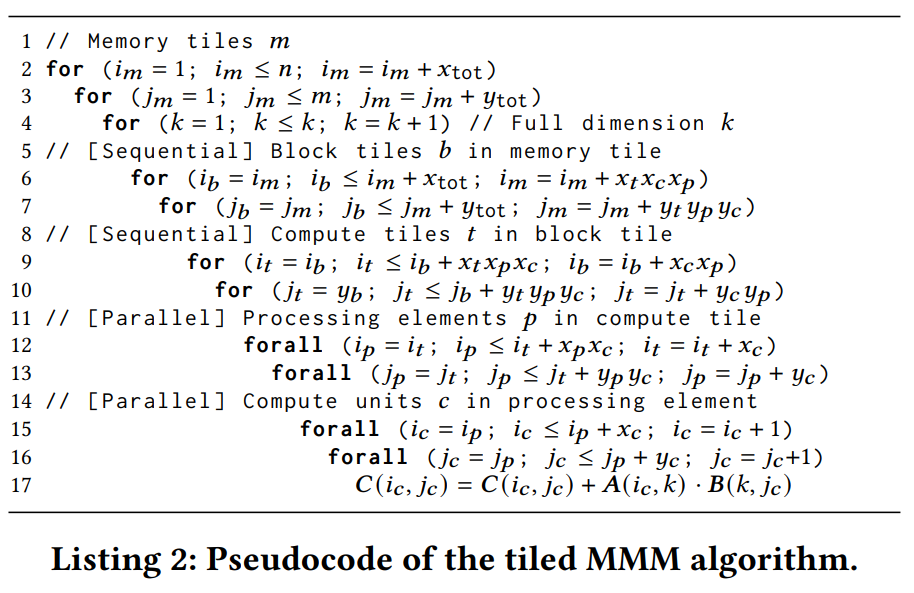 1 // Memory tiles m
2 for (i_m = 1; i_m ≤ n; i_m = i_m + x_tot)
3 for (j_m = 1; j_m ≤ m; j_m = j_m + y_tot)
4 for (k = 1; k ≤ k; k = k + 1) // Full dimension k
5 // [Sequential] Block tiles b in memory tile
6 for (i_b = i_m; i_b ≤ i_m + x_tot; i_m = i_m + x_t x_c x_p)
7 for (j_b = j_m; j_b ≤ j_m + y_tot; j_m = j_m + y_t y_p y_c)
8 // [Sequential] Compute tiles t in block tile
9 for (i_t = i_b; i_t ≤ i_b + x_t x_p x_c; i_b = i_b + x_c x_p)
10 for (j_t = y_b; j_t ≤ j_b + y_t y_p y_c; j_t = j_t + y_c y_p)
11 // [Parallel] Processing elements p in compute tile
12 forall (i_p = i_t; i_p ≤ i_t + x_p x_c; i_t = i_t + x_c)
13 forall (j_p = j_t; j_p ≤ j_t + y_p y_c; j_p = j_p + y_c)
14 // [Parallel] Compute units c in processing element
15 forall (i_c = i_p; i_c ≤ i_p + x_c; i_c = i_c + 1)
16 forall (j_c = j_p; j_c ≤ j_p + y_c; j_c = j_c+1)
17 C(i_c, j_c) = C(i_c, j_c) + A(i_c, k) · B(k, j_c)
Listing 2: Pseudocode of the tiled MMM algorithm.